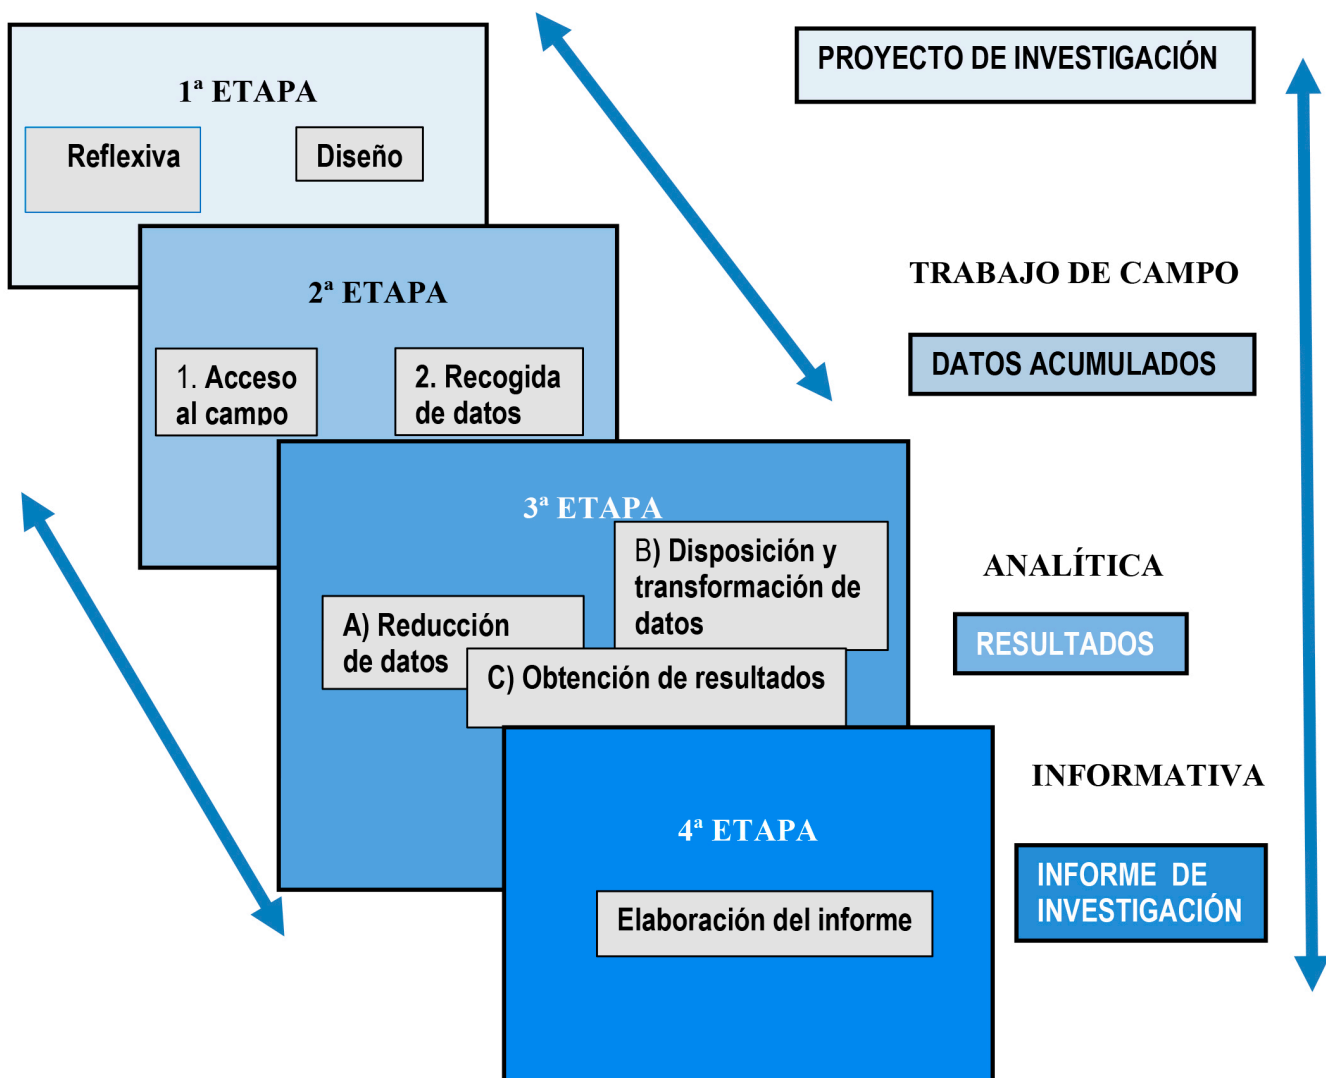 PROYECTO DE INVESTIGACIÓN
1ª ETAPA
Reflexiva
Diseño
TRABAJO DE CAMPO
2ª ETAPA
1. Acceso
al campo
2. Recogida
de datos
DATOS ACUMULADOS
3ª ETAPA
B) Disposición y
transformación de
datos
A) Reducción
de datos
C) Obtención de resultados
ANALÍTICA
RESULTADOS
INFORMATIVA
4ª ETAPA
Elaboración del informe
INFORME DE
INVESTIGACIÓN